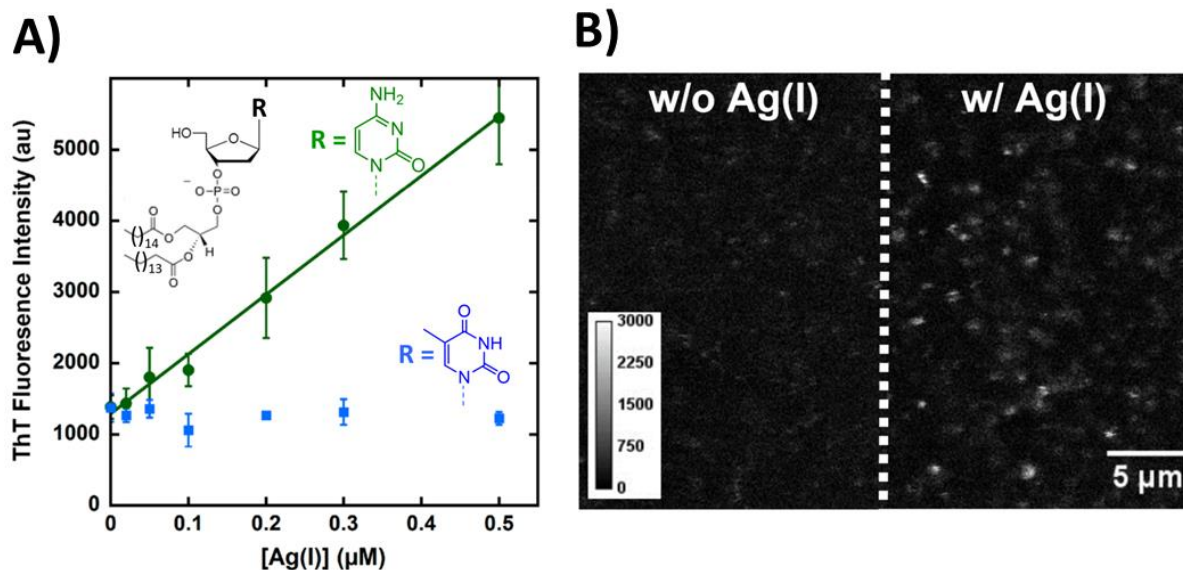 A)
B)
ThT Fluoresence Intensity (au)
5000
4000
3000
2000
1000
0
0
0.1
0.2
0.3
0.4
0.5
[Ag(I)] (µM)
R
HO
O
O
−
O-P=O
O
O
O
14
O
H
13
O
O
R =
NH₂
N
N
O
R =
O
NH
N
O
w/o Ag(I)
w/ Ag(I)
3000
2250
1500
750
0
5 µm